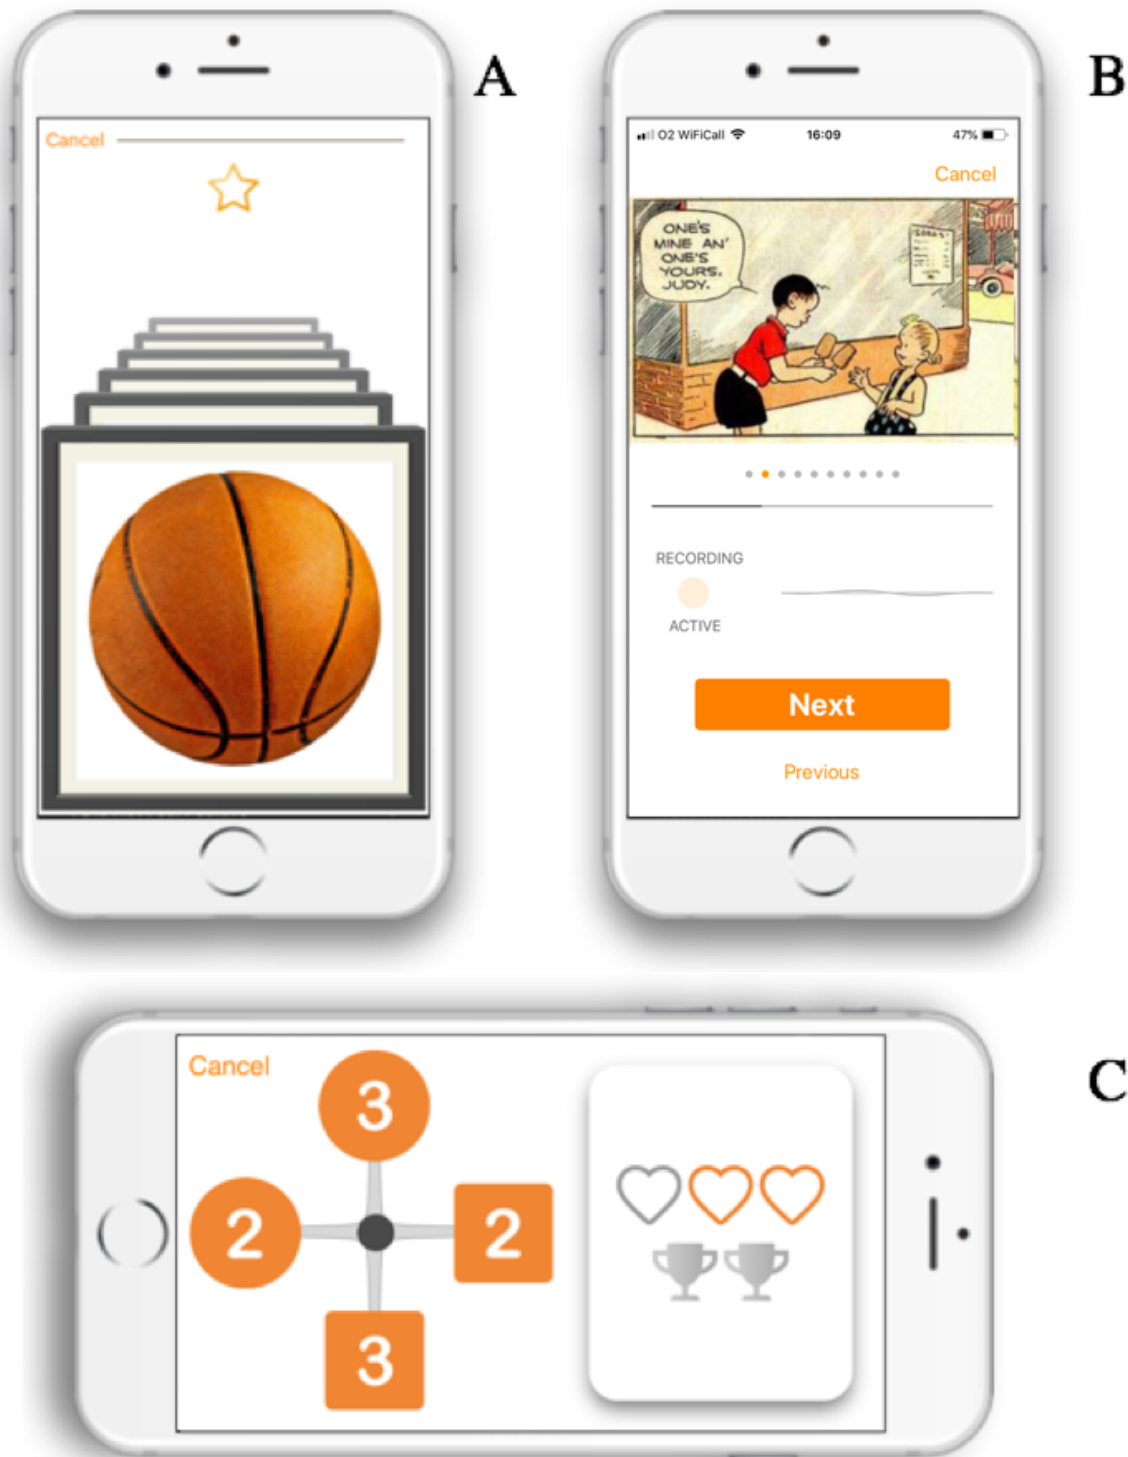 A
Cancel
B
O2 WiFiCall
16:09
47%
Cancel
ONE'S
MINE AN'
ONE'S
YOURS,
JUDY.
RECORDING
ACTIVE
Next
Previous
C
Cancel
3
2
2
3